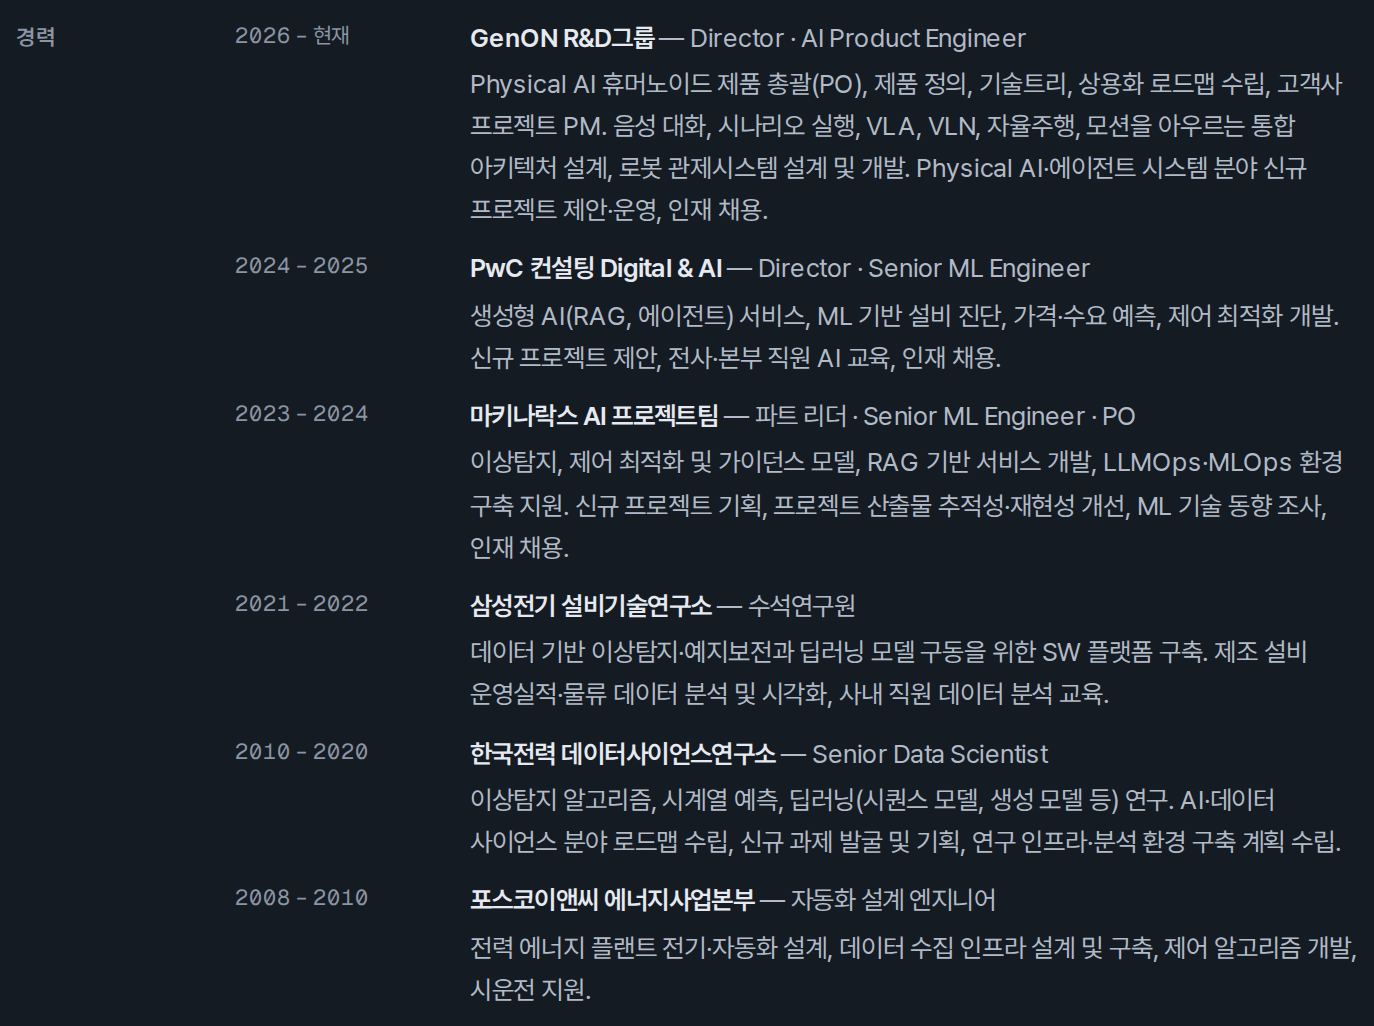 경력
2026 – 현재
GenON R&D그룹 — Director · AI Product Engineer
Physical AI 휴머노이드 제품 총괄(PO), 제품 정의, 기술트리, 상용화 로드맵 수립, 고객사
프로젝트 PM. 음성 대화, 시나리오 실행, VLA, VLN, 자율주행, 모션을 아우르는 통합
아키텍처 설계, 로봇 관제시스템 설계 및 개발. Physical AI·에이전트 시스템 분야 신규
프로젝트 제안·운영, 인재 채용.
2024 – 2025
PwC 컨설팅 Digital & AI — Director · Senior ML Engineer
생성형 AI(RAG, 에이전트) 서비스, ML 기반 설비 진단, 가격·수요 예측, 제어 최적화 개발.
신규 프로젝트 제안, 전사·본부 직원 AI 교육, 인재 채용.
2023 – 2024
마키나락스 AI 프로젝트팀 — 파트 리더 · Senior ML Engineer · PO
이상탐지, 제어 최적화 및 가이던스 모델, RAG 기반 서비스 개발, LLMOps·MLOps 환경
구축 지원. 신규 프로젝트 기획, 프로젝트 산출물 추적성·재현성 개선, ML 기술 동향 조사,
인재 채용.
2021 – 2022
삼성전기 설비기술연구소 — 수석연구원
데이터 기반 이상탐지·예지보전과 딥러닝 모델 구동을 위한 SW 플랫폼 구축. 제조 설비
운영실적·물류 데이터 분석 및 시각화, 사내 직원 데이터 분석 교육.
2010 – 2020
한국전력 데이터사이언스연구소 — Senior Data Scientist
이상탐지 알고리즘, 시계열 예측, 딥러닝(시퀀스 모델, 생성 모델 등) 연구. AI·데이터
사이언스 분야 로드맵 수립, 신규 과제 발굴 및 기획, 연구 인프라·분석 환경 구축 계획 수립.
2008 – 2010
포스코이앤씨 에너지사업본부 — 자동화 설계 엔지니어
전력 에너지 플랜트 전기·자동화 설계, 데이터 수집 인프라 설계 및 구축, 제어 알고리즘 개발,
시운전 지원.